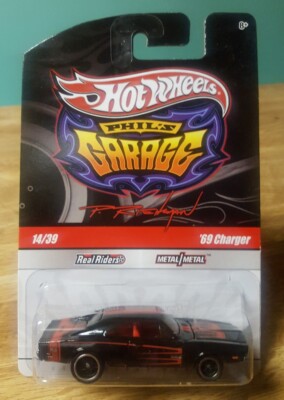 HOT WHEELS
PHIL'S
GARAGE
14/39
'69 Charger
Real Riders
METAL/METAL